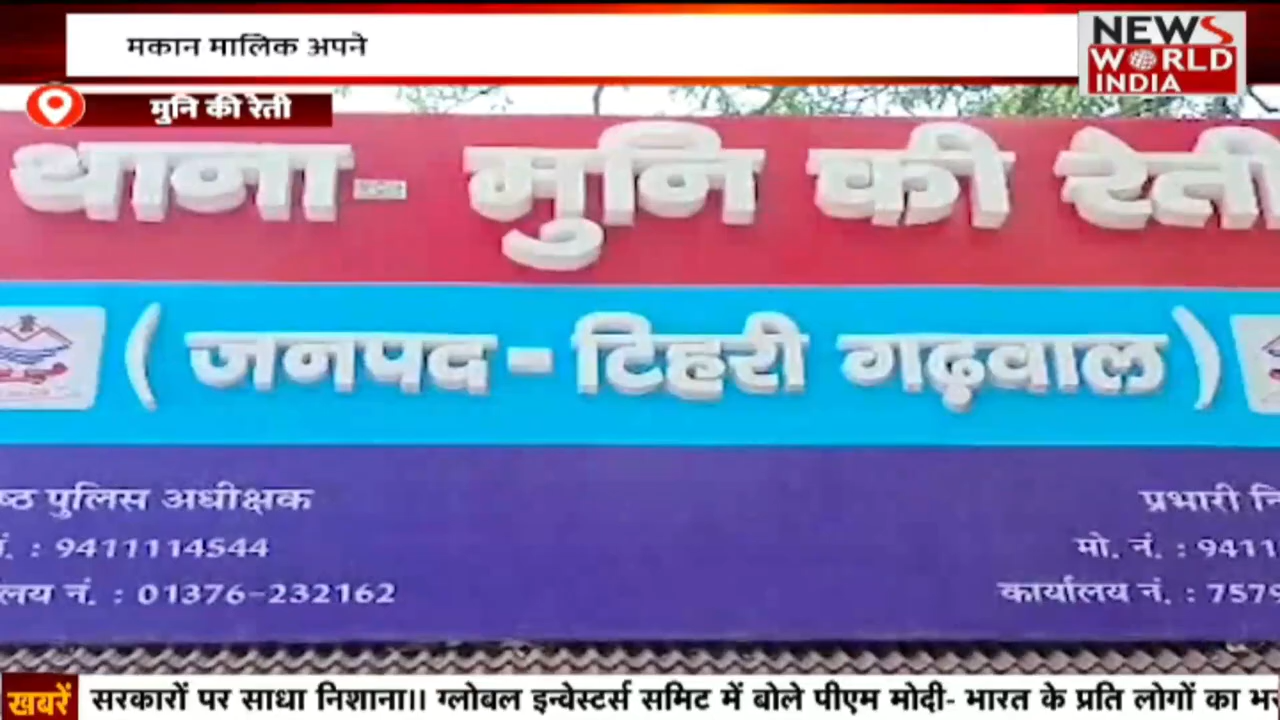 मकान मालिक अपने
NEWS
WORLD
INDIA
मुनि की रेती
थाना- मुनि की रेती
( जनपद - टिहरी गढ़वाल )
पुलिस अधीक्षक
प्रभारी
: 9411114544
मो. नं. : 9411
नं. : 01376-232162
कार्यालय नं. : 7579
खबरें
सरकारों पर साधा निशाना।। ग्लोबल इन्वेस्टर्स समिट में बोले पीएम मोदी- भारत के प्रति लोगों का